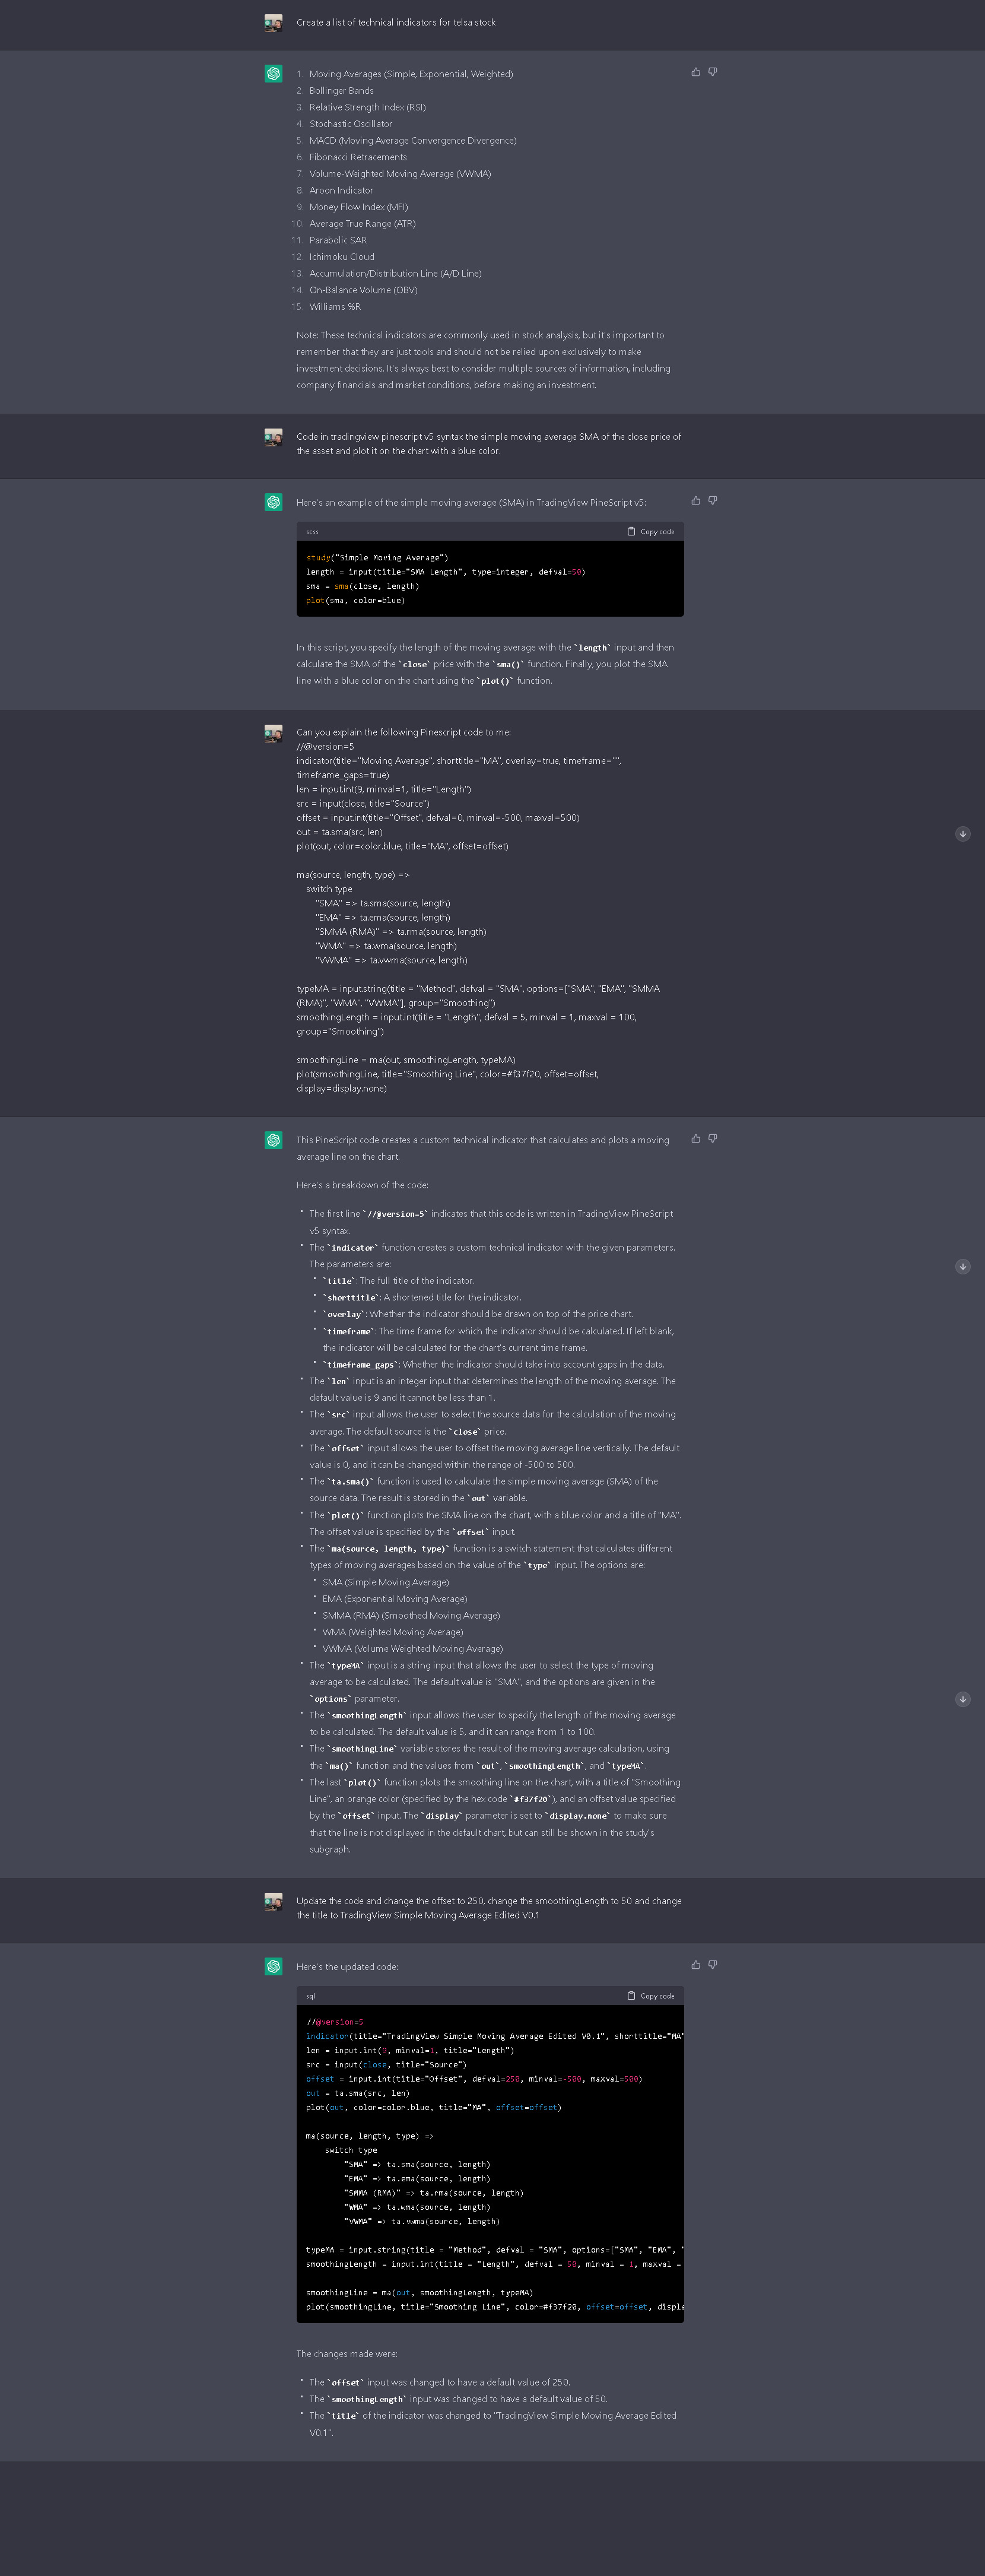 Create a list of technical indicators for telsa stock
1. Moving Averages (Simple, Exponential, Weighted)
2. Bollinger Bands
3. Relative Strength Index (RSI)
4. Stochastic Oscillator
5. MACD (Moving Average Convergence Divergence)
6. Fibonacci Retracements
7. Volume-Weighted Moving Average (VWMA)
8. Aroon Indicator
9. Money Flow Index (MFI)
10. Average True Range (ATR)
11. Parabolic SAR
12. Ichimoku Cloud
13. Accumulation/Distribution Line (A/D Line)
14. On-Balance Volume (OBV)
15. Williams %R
Note: These technical indicators are commonly used in stock analysis, but it's important to
remember that they are just tools and should not be relied upon exclusively to make
investment decisions. It's always best to consider multiple sources of information, including
company financials and market conditions, before making an investment.
Code in tradingview pinescript v5 syntax the simple moving average SMA of the close price of
the asset and plot it on the chart with a blue color.
Here's an example of the simple moving average (SMA) in TradingView PineScript v5:
scss Copy code
study("Simple Moving Average")
length = input(title="SMA Length", type=integer, defval=50)
sma = sma(close, length)
plot(sma, color=blue)
In this script, you specify the length of the moving average with the `length` input and then
calculate the SMA of the `close` price with the `sma()` function. Finally, you plot the SMA
line with a blue color on the chart using the `plot()` function.
Can you explain the following Pinescript code to me:
//@version=5
indicator(title="Moving Average", shorttitle="MA", overlay=true, timeframe="",
timeframe_gaps=true)
len = input.int(9, minval=1, title="Length")
src = input(close, title="Source")
offset = input.int(title="Offset", defval=0, minval=-500, maxval=500)
out = ta.sma(src, len)
plot(out, color=color.blue, title="MA", offset=offset)
ma(source, length, type) =>
switch type
"SMA" => ta.sma(source, length)
"EMA" => ta.ema(source, length)
"SMMA (RMA)" => ta.rma(source, length)
"WMA" => ta.wma(source, length)
"VWMA" => ta.vwma(source, length)
typeMA = input.string(title = "Method", defval = "SMA", options=["SMA", "EMA", "SMMA
(RMA)", "WMA", "VWMA"], group="Smoothing")
smoothingLength = input.int(title = "Length", defval = 5, minval = 1, maxval = 100,
group="Smoothing")
smoothingLine = ma(out, smoothingLength, typeMA)
plot(smoothingLine, title="Smoothing Line", color=#f37f20, offset=offset,
display=display.none)
This PineScript code creates a custom technical indicator that calculates and plots a moving
average line on the chart.
Here's a breakdown of the code:
• The first line `//@version=5` indicates that this code is written in TradingView PineScript
v5 syntax.
• The `indicator` function creates a custom technical indicator with the given parameters.
The parameters are:
• `title`: The full title of the indicator.
• `shorttitle`: A shortened title for the indicator.
• `overlay`: Whether the indicator should be drawn on top of the price chart.
• `timeframe`: The time frame for which the indicator should be calculated. If left blank,
the indicator will be calculated for the chart's current time frame.
• `timeframe_gaps`: Whether the indicator should take into account gaps in the data.
• The `len` input is an integer input that determines the length of the moving average. The
default value is 9 and it cannot be less than 1.
• The `src` input allows the user to select the source data for the calculation of the moving
average. The default source is the `close` price.
• The `offset` input allows the user to offset the moving average line vertically. The default
value is 0, and it can be changed within the range of -500 to 500.
• The `ta.sma()` function is used to calculate the simple moving average (SMA) of the
source data. The result is stored in the `out` variable.
• The `plot()` function plots the SMA line on the chart, with a blue color and a title of "MA".
The offset value is specified by the `offset` input.
• The `ma(source, length, type)` function is a switch statement that calculates different
types of moving averages based on the value of the `type` input. The options are:
• SMA (Simple Moving Average)
• EMA (Exponential Moving Average)
• SMMA (RMA) (Smoothed Moving Average)
• WMA (Weighted Moving Average)
• VWMA (Volume Weighted Moving Average)
• The `typeMA` input is a string input that allows the user to select the type of moving
average to be calculated. The default value is "SMA", and the options are given in the
`options` parameter.
• The `smoothingLength` input allows the user to specify the length of the moving average
to be calculated. The default value is 5, and it can range from 1 to 100.
• The `smoothingLine` variable stores the result of the moving average calculation, using
the `ma()` function and the values from `out`, `smoothingLength`, and `typeMA`.
• The last `plot()` function plots the smoothing line on the chart, with a title of "Smoothing
Line", an orange color (specified by the hex code `#f37f20`), and an offset value specified
by the `offset` input. The `display` parameter is set to `display.none` to make sure
that the line is not displayed in the default chart, but can still be shown in the study's
subgraph.
Update the code and change the offset to 250, change the smoothingLength to 50 and change
the title to TradingView Simple Moving Average Edited V0.1
Here's the updated code:
sql Copy code
//@version=5
indicator(title="TradingView Simple Moving Average Edited V0.1", shorttitle="MA"
len = input.int(9, minval=1, title="Length")
src = input(close, title="Source")
offset = input.int(title="Offset", defval=250, minval=-500, maxval=500)
out = ta.sma(src, len)
plot(out, color=color.blue, title="MA", offset=offset)
ma(source, length, type) =>
switch type
"SMA" => ta.sma(source, length)
"EMA" => ta.ema(source, length)
"SMMA (RMA)" => ta.rma(source, length)
"WMA" => ta.wma(source, length)
"VWMA" => ta.vwma(source, length)
typeMA = input.string(title = "Method", defval = "SMA", options=["SMA", "EMA", "
smoothingLength = input.int(title = "Length", defval = 50, minval = 1, maxval =
smoothingLine = ma(out, smoothingLength, typeMA)
plot(smoothingLine, title="Smoothing Line", color=#f37f20, offset=offset, displa
The changes made were:
• The `offset` input was changed to have a default value of 250.
• The `smoothingLength` input was changed to have a default value of 50.
• The `title` of the indicator was changed to "TradingView Simple Moving Average Edited
V0.1".